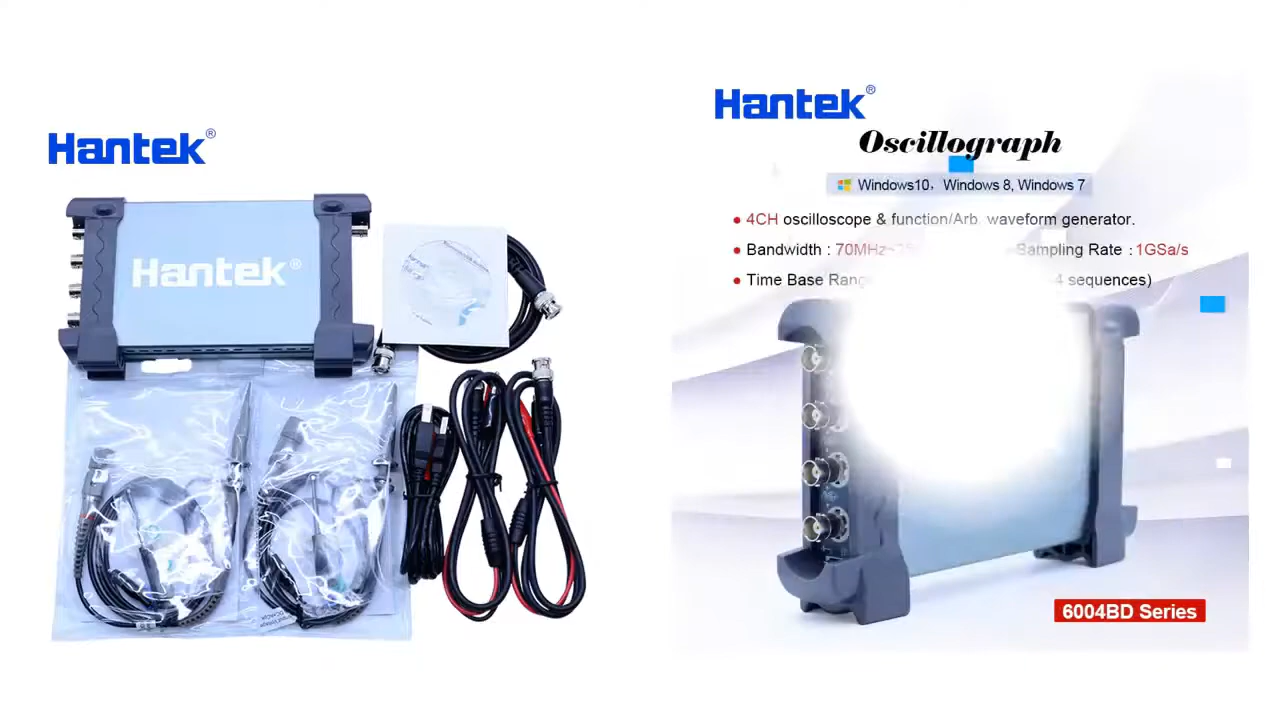 Hantek®
Hantek®
Hantek®
Oscillograph
Windows10, Windows 8, Windows 7
• 4CH oscilloscope & function/Arb. waveform generator.
• Bandwidth : 70MHz~ Sampling Rate : 1GSa/s
• Time Base 4 sequences)
6004BD Series